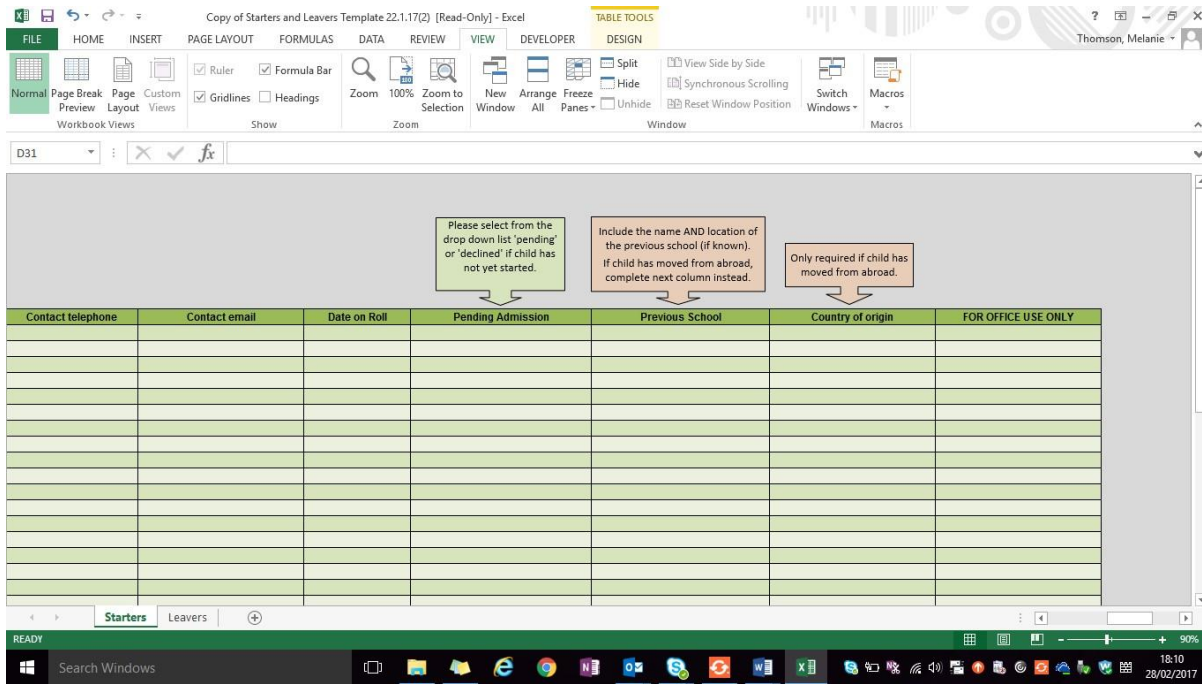 Copy of Starters and Leavers Template 22.1.17(2) [Read-Only] - Excel
TABLE TOOLS
?
FILE HOME INSERT PAGE LAYOUT FORMULAS DATA REVIEW VIEW DEVELOPER DESIGN
Thomson, Melanie
Normal
Page Break Preview
Page Layout
Custom Views
Workbook Views
Ruler
Formula Bar
Gridlines
Headings
Show
Zoom
100%
Zoom to Selection
Zoom
New Window
Arrange All
Freeze Panes
Split
Hide
Unhide
View Side by Side
Synchronous Scrolling
Reset Window Position
Window
Switch Windows
Macros
Macros
D31
fx
Please select from the
drop down list 'pending'
or 'declined' if child has
not yet started.
Include the name AND location of
the previous school (if known).
If child has moved from abroad,
complete next column instead.
Only required if child has
moved from abroad.
Contact telephone Contact email Date on Roll Pending Admission Previous School Country of origin FOR OFFICE USE ONLY
Starters Leavers
READY
90%
Search Windows
18:10
28/02/2017